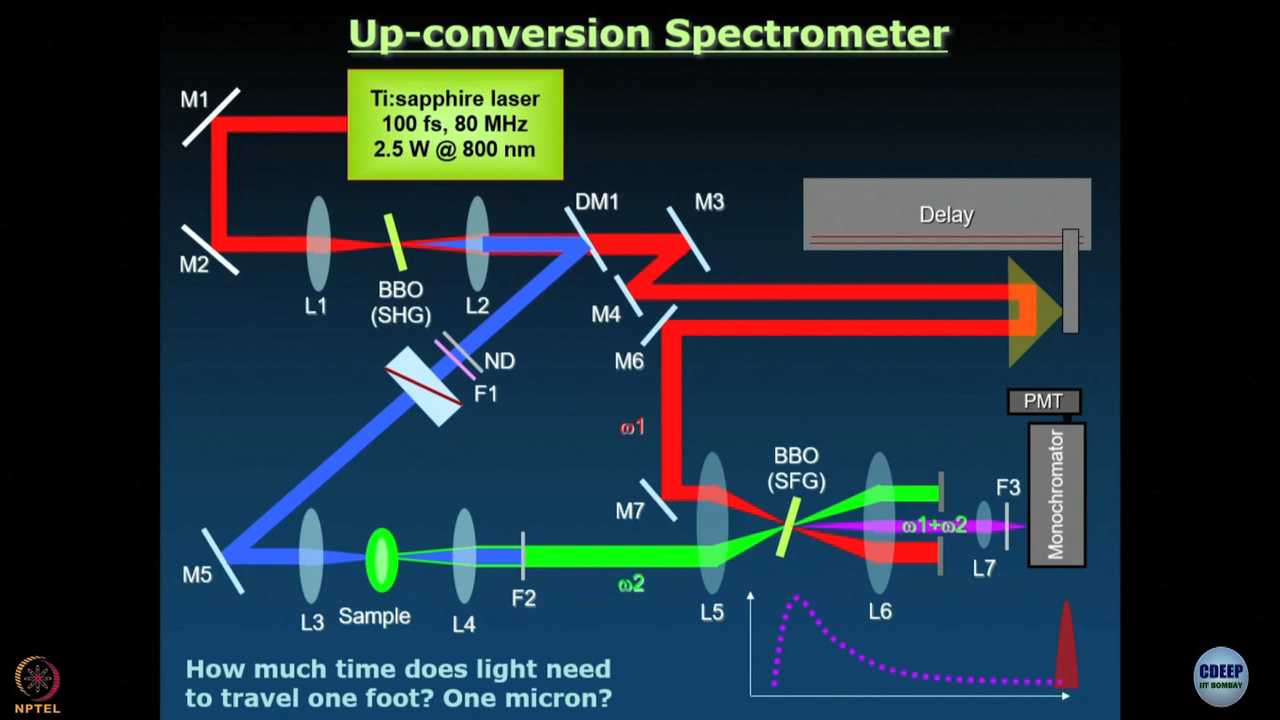 Up-conversion Spectrometer
M1
Ti:sapphire laser
100 fs, 80 MHz
2.5 W @ 800 nm
DM1
M3
Delay
M2
L1
BBO
(SHG)
L2
M4
M6
ND
F1
PMT
ω1
BBO
(SFG)
Monochromator
F3
M7
ω1+ω2
M5
L7
L3
Sample
L4
F2
ω2
L5
L6
How much time does light need
to travel one foot? One micron?
NPTEL
CDEEP
IIT BOMBAY